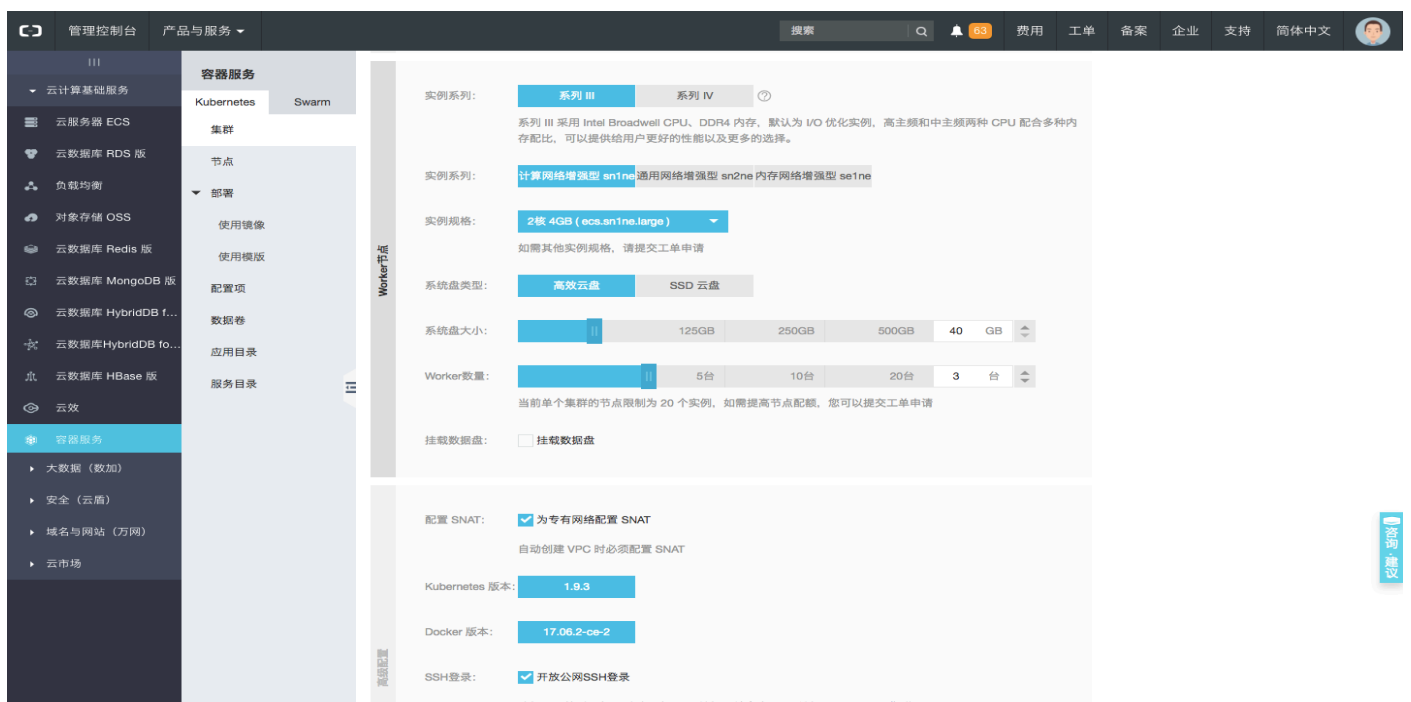 管理控制台 产品与服务 搜索 63 费用 工单 备案 企业 支持 简体中文
云计算基础服务
云服务器 ECS
云数据库 RDS 版
负载均衡
对象存储 OSS
云数据库 Redis 版
云数据库 MongoDB 版
云数据库 HybridDB f...
云数据库HybridDB fo...
云数据库 HBase 版
云效
容器服务
大数据（数加）
安全（云盾）
域名与网站（万网）
云市场
容器服务
Kubernetes Swarm
集群
节点
部署
使用镜像
使用模版
配置项
数据卷
应用目录
服务目录
Worker节点
实例系列: 系列 III 系列 IV
系列 III 采用 Intel Broadwell CPU、DDR4 内存，默认为 I/O 优化实例，高主频和中主频两种 CPU 配合多种内
存配比，可以提供给用户更好的性能以及更多的选择。
实例系列: 计算网络增强型 sn1ne 通用网络增强型 sn2ne 内存网络增强型 se1ne
实例规格: 2核 4GB ( ecs.sn1ne.large )
如需其他实例规格，请提交工单申请
系统盘类型: 高效云盘 SSD 云盘
系统盘大小: 125GB 250GB 500GB 40 GB
Worker数量: 5台 10台 20台 3 台
当前单个集群的节点限制为 20 个实例，如需提高节点配额，您可以提交工单申请
挂载数据盘: 挂载数据盘
高级配置
配置 SNAT: 为专有网络配置 SNAT
自动创建 VPC 时必须配置 SNAT
Kubernetes 版本: 1.9.3
Docker 版本: 17.06.2-ce-2
SSH登录: 开放公网SSH登录
咨询·建议